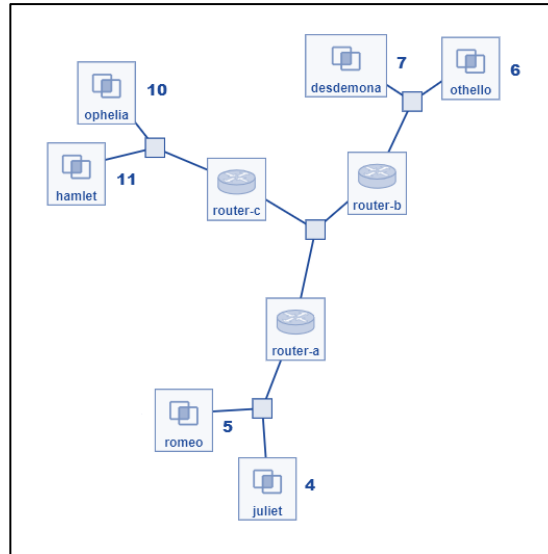 desdemona
7
othello
6
ophelia
10
hamlet
11
router-c
router-b
router-a
romeo
5
juliet
4